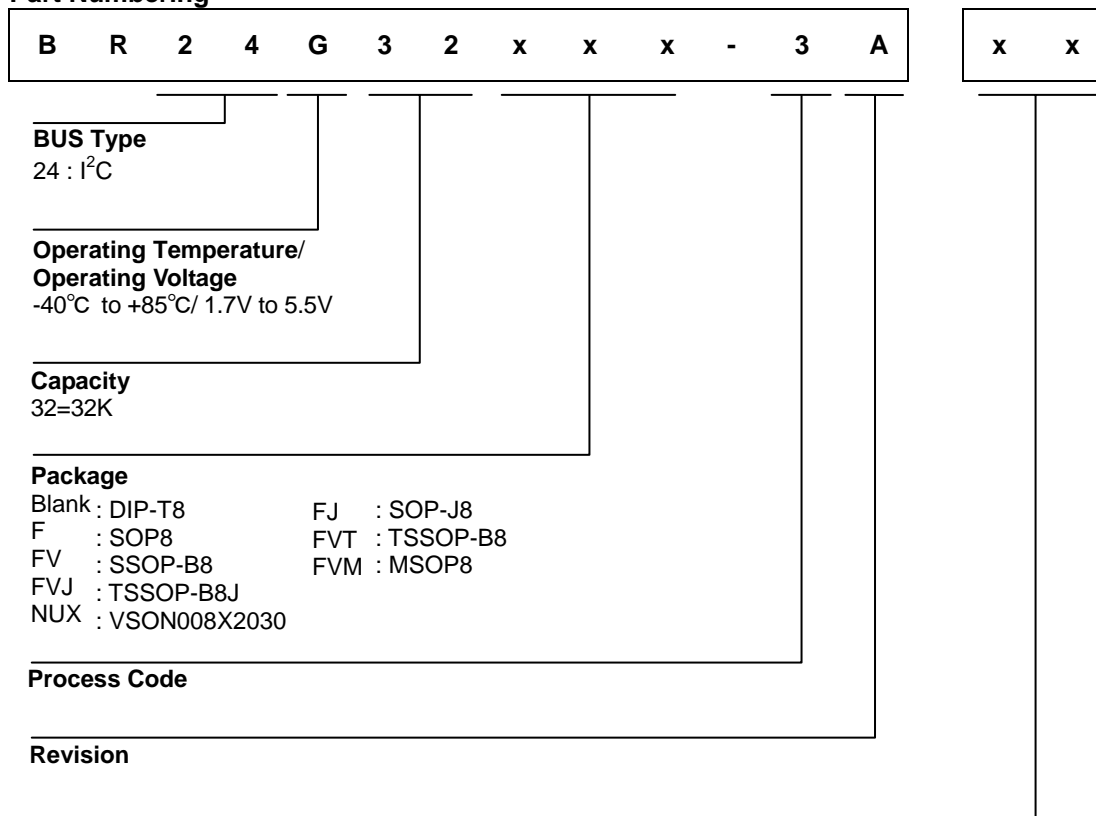 B R 2 4 G 3 2 x x x - 3 A x x
BUS Type
24 : I²C
Operating Temperature/
Operating Voltage
-40℃ to +85℃/ 1.7V to 5.5V
Capacity
32=32K
Package
Blank : DIP-T8
F : SOP8
FV : SSOP-B8
FVJ : TSSOP-B8J
NUX : VSON008X2030
FJ : SOP-J8
FVT : TSSOP-B8
FVM : MSOP8
Process Code
Revision